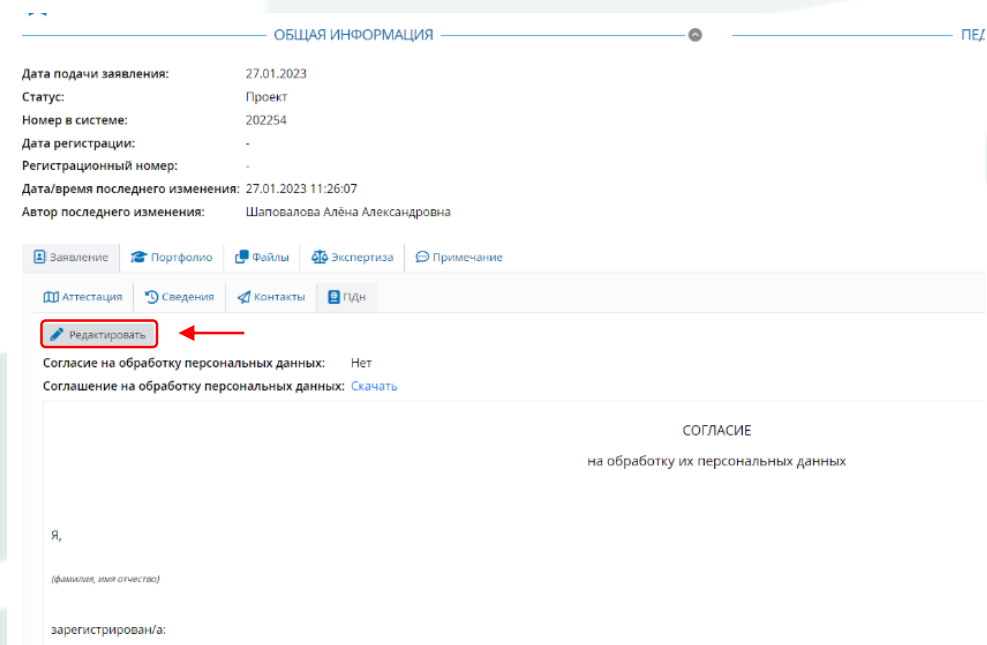 ОБЩАЯ ИНФОРМАЦИЯ
ПЕД
Дата подачи заявления: 27.01.2023
Статус: Проект
Номер в системе: 202254
Дата регистрации: -
Регистрационный номер: -
Дата/время последнего изменения: 27.01.2023 11:26:07
Автор последнего изменения: Шаповалова Алёна Александровна
Заявление Портфолио Файлы Экспертиза Примечание
Аттестация Сведения Контакты ПДн
Редактировать
Согласие на обработку персональных данных: Нет
Соглашение на обработку персональных данных: Скачать
СОГЛАСИЕ
на обработку их персональных данных
Я,
(фамилия, имя отчество)
зарегистрирован/а: